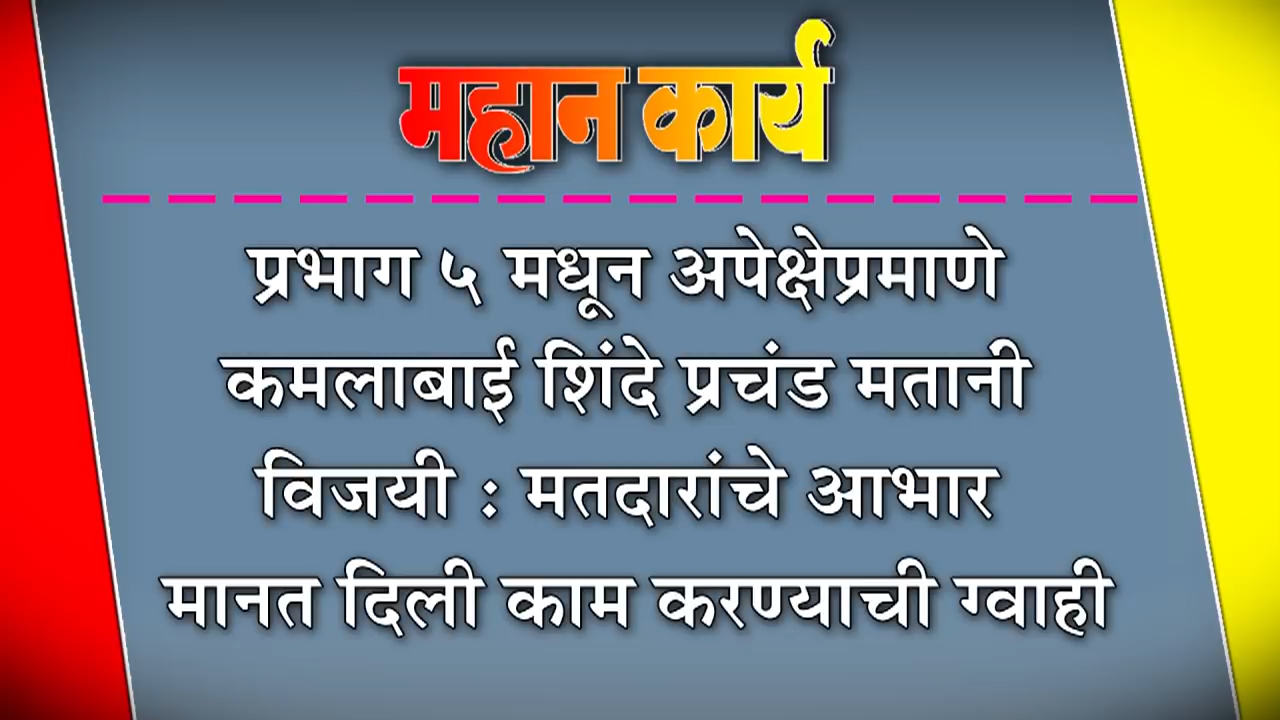 महान कार्य
प्रभाग ५ मधून अपेक्षेप्रमाणे
कमलाबाई शिंदे प्रचंड मतानी
विजयी : मतदारांचे आभार
मानत दिली काम करण्याची ग्वाही